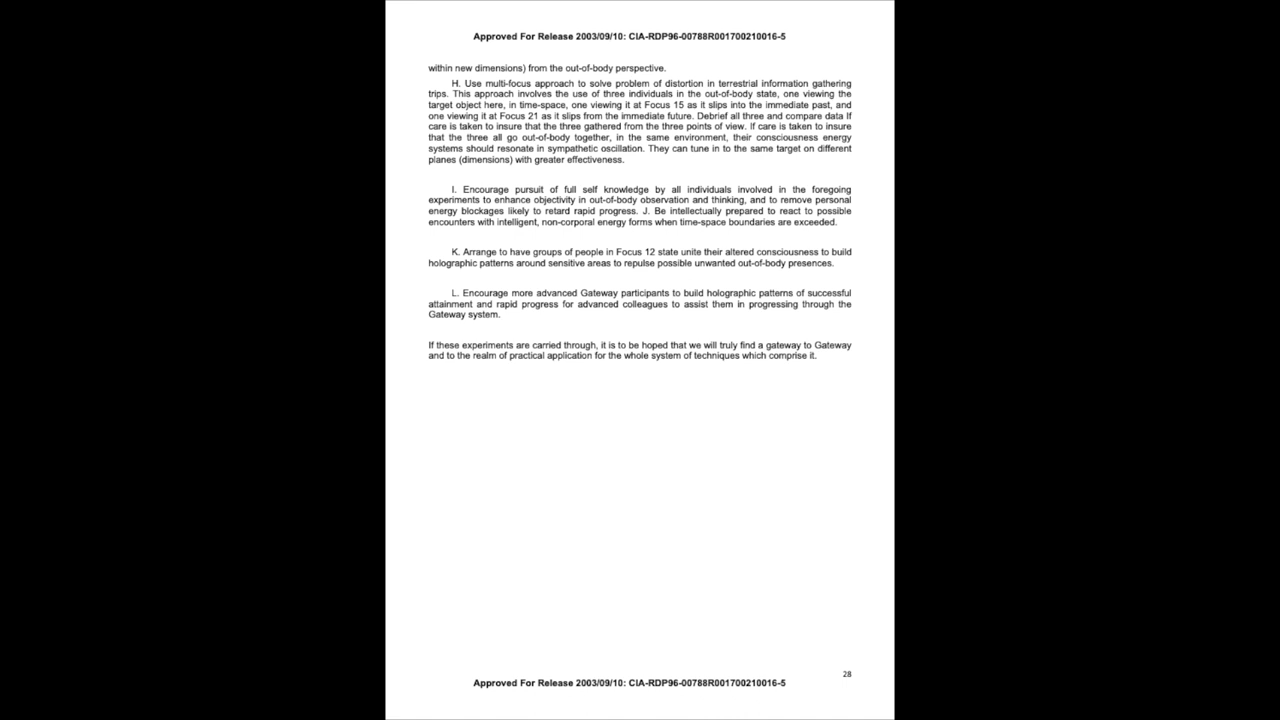 Approved For Release 2003/09/10: CIA-RDP96-00788R001700210016-5
within new dimensions) from the out-of-body perspective.
H. Use multi-focus approach to solve problem of distortion in terrestrial information gathering
trips. This approach involves the use of three individuals in the out-of-body state, one viewing the
target object here, in time-space, one viewing it at Focus 15 as it slips into the immediate past, and
one viewing it at Focus 21 as it slips from the immediate future. Debrief all three and compare data If
care is taken to insure that the three gathered from the three points of view. If care is taken to insure
that the three all go out-of-body together, in the same environment, their consciousness energy
systems should resonate in sympathetic oscillation. They can tune in to the same target on different
planes (dimensions) with greater effectiveness.
I. Encourage pursuit of full self knowledge by all individuals involved in the foregoing
experiments to enhance objectivity in out-of-body observation and thinking, and to remove personal
energy blockages likely to retard rapid progress. J. Be intellectually prepared to react to possible
encounters with intelligent, non-corporal energy forms when time-space boundaries are exceeded.
K. Arrange to have groups of people in Focus 12 state unite their altered consciousness to build
holographic patterns around sensitive areas to repulse possible unwanted out-of-body presences.
L. Encourage more advanced Gateway participants to build holographic patterns of successful
attainment and rapid progress for advanced colleagues to assist them in progressing through the
Gateway system.
If these experiments are carried through, it is to be hoped that we will truly find a gateway to Gateway
and to the realm of practical application for the whole system of techniques which comprise it.
28
Approved For Release 2003/09/10: CIA-RDP96-00788R001700210016-5